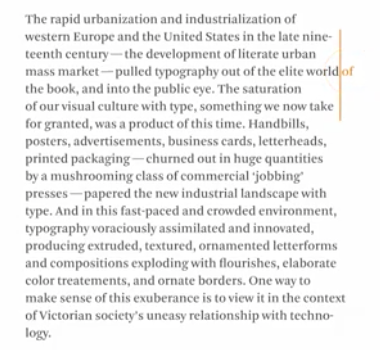 The rapid urbanization and industrialization of
western Europe and the United States in the late nine-
teenth century — the development of literate urban
mass market — pulled typography out of the elite world of
the book, and into the public eye. The saturation
of our visual culture with type, something we now take
for granted, was a product of this time. Handbills,
posters, advertisements, business cards, letterheads,
printed packaging — churned out in huge quantities
by a mushrooming class of commercial ‘jobbing’
presses — papered the new industrial landscape with
type. And in this fast-paced and crowded environment,
typography voraciously assimilated and innovated,
producing extruded, textured, ornamented letterforms
and compositions exploding with flourishes, elaborate
color treatements, and ornate borders. One way to
make sense of this exuberance is to view it in the context
of Victorian society’s uneasy relationship with techno-
logy.